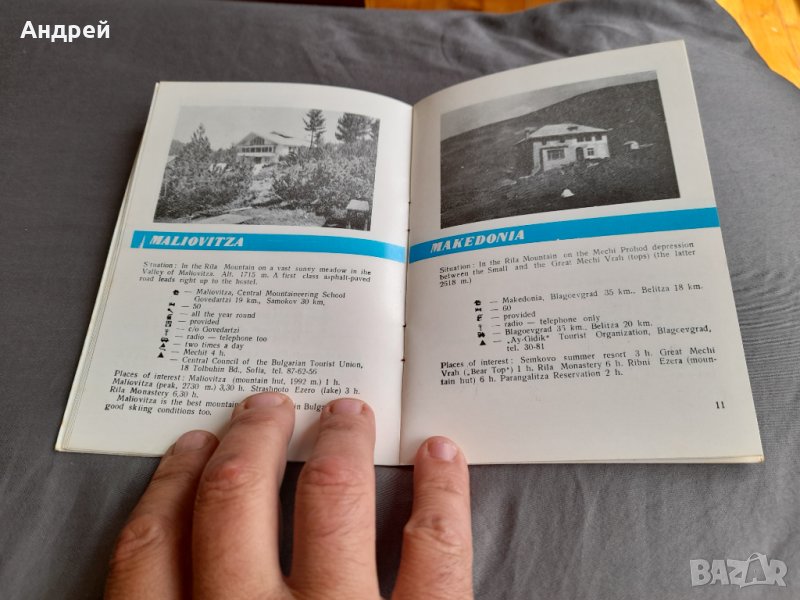 Андрей
MALIOVITZA
Situation: In the Rila Mountain on a vast sunny meadow in the
Valley of Maliovitza. Alt. 1715 m. A first class asphalt-paved
road leads right up to the hostel.
— Maliovitza, Central Mountaineering School
Govedartzi 19 km., Samokov 30 km,
— 50
— all the year round
— provided
— c/o Govedartzi
— radio — telephone too
— two times a day
— Mechit 4 h.
— Central Council of the Bulgarian Tourist Union,
18 Tolbuhin Bd., Sofia, tel. 87-62-56
Places of interest: Maliovitza (mountain hut, 1992 m.) 1 h.
Maliovitza (peak, 2730 m.) 3,30 h. Strashnoto Ezero (lake) 3 h.
Rila Monastery 6,30 h.
Maliovitza is the best in Bulg
good skiing conditions too.
MAKEDONIA
Situation: In the Rila Mountain on the Mechi Prohod depression
between the Small and the Great Mechi Vrah (tops) (the latter
2618 m.)
— Makedonia, Blagoevgrad 35 km., Belitza 18 km.
— 60
— provided
— radio — telephone only
— Blagoevgrad 35 km., Belitza 20 km.
— „Ay-Gidik" Tourist Organization, Blagoevgrad,
tel. 30-81
Places of interest: Semkovo summer resort 3 h. Great Mechi
Vrah („Bear Top") 1 h., Rila Monastery 6 h. Ribni Ezera (moun-
tain hut) 6 h. Parangalitza Reservation 2 h.
11
BAZAR